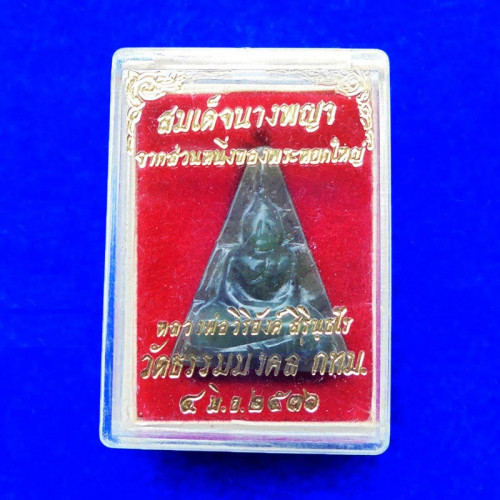 สมเด็จนางพญา
จากส่วนหนึ่งของพระหยกใหญ่
หลวงพ่อวิริยังค์ สิรินฺธโร
วัดธรรมมงคล กทม.
๔ มิ.ย.๒๕๓๖